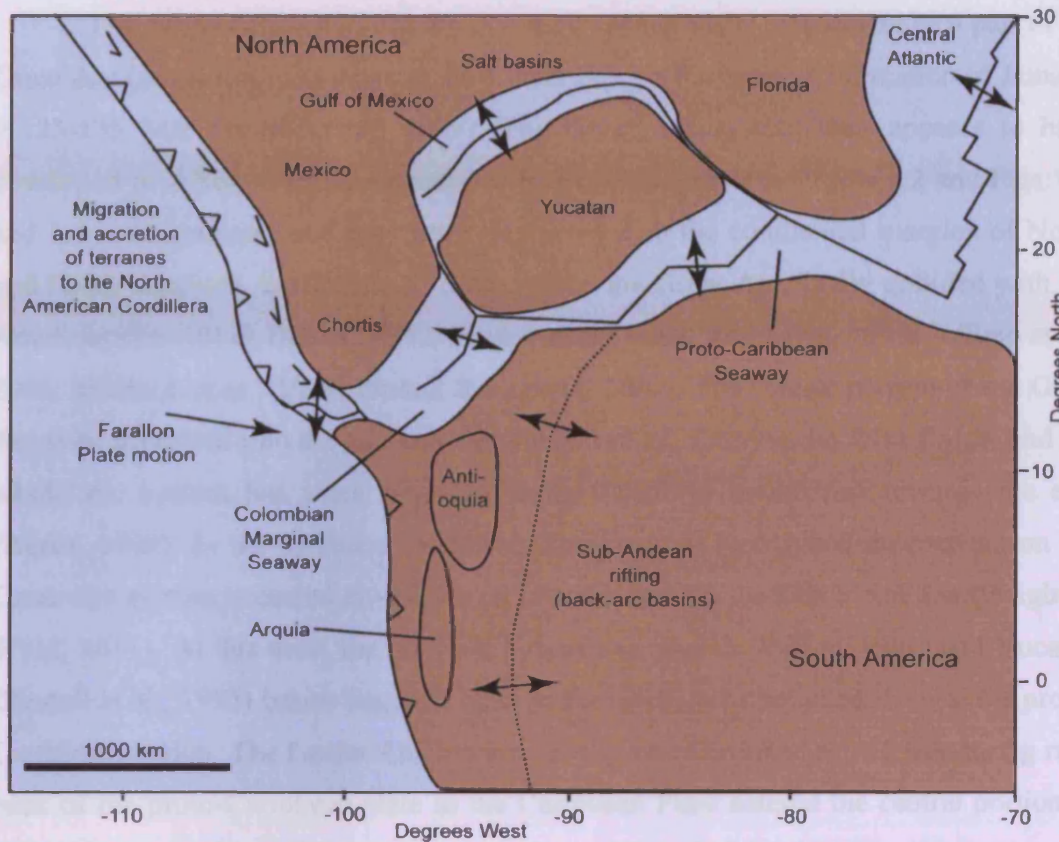 North America
Salt basins
Central
Atlantic
Florida
Gulf of Mexico
Mexico
Yucatan
Migration
and accretion
of terranes
to the North
American Cordillera
Chortis
Proto-Caribbean
Seaway
Farallon
Plate motion
Anti-
oquia
Colombian
Marginal
Seaway
Sub-Andean
rifting
(back-arc basins)
Arquia
South America
1000 km
30
20
10
0
Degrees North
-110
-100
-90
-80
-70
Degrees West